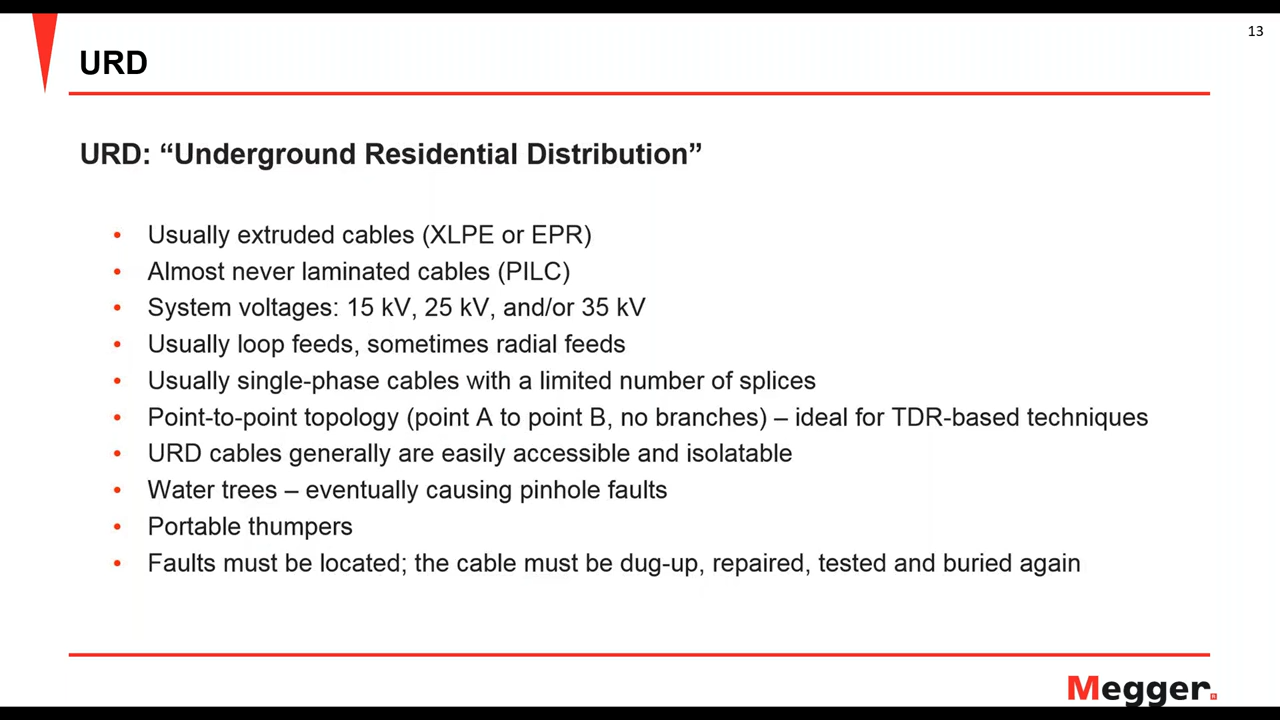 13
URD
URD: “Underground Residential Distribution”
• Usually extruded cables (XLPE or EPR)
• Almost never laminated cables (PILC)
• System voltages: 15 kV, 25 kV, and/or 35 kV
• Usually loop feeds, sometimes radial feeds
• Usually single-phase cables with a limited number of splices
• Point-to-point topology (point A to point B, no branches) – ideal for TDR-based techniques
• URD cables generally are easily accessible and isolatable
• Water trees – eventually causing pinhole faults
• Portable thumpers
• Faults must be located; the cable must be dug-up, repaired, tested and buried again
Megger.